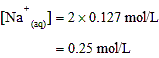 [Na⁺₍aq₎] = 2 × 0.127 mol/L
= 0.25 mol/L